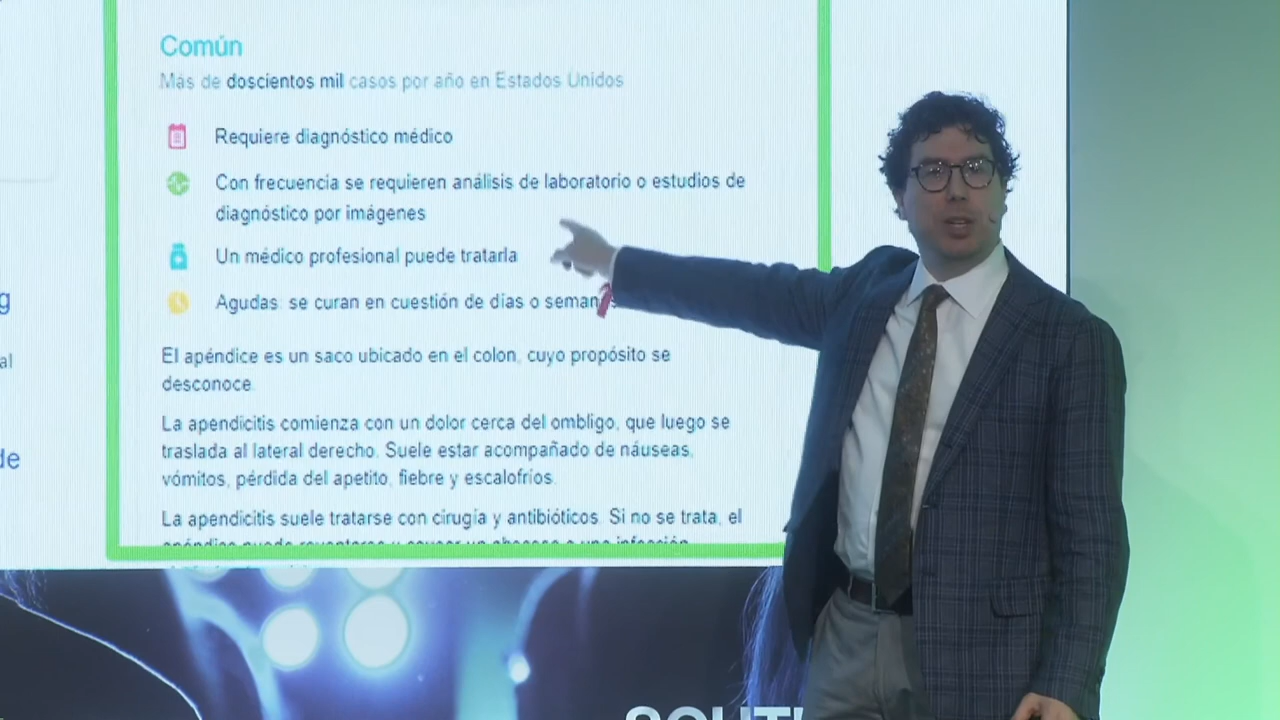 Común
Más de doscientos mil casos por año en Estados Unidos
Requiere diagnóstico médico
Con frecuencia se requieren análisis de laboratorio o estudios de
diagnóstico por imágenes
Un médico profesional puede tratarla
Agudas: se curan en cuestión de días o seman
g
El apéndice es un saco ubicado en el colon, cuyo propósito se
al
desconoce.
La apendicitis comienza con un dolor cerca del ombligo, que luego se
traslada al lateral derecho. Suele estar acompañado de náuseas,
de
vómitos, pérdida del apetito, fiebre y escalofríos.
La apendicitis suele tratarse con cirugía y antibióticos. Si no se trata, el